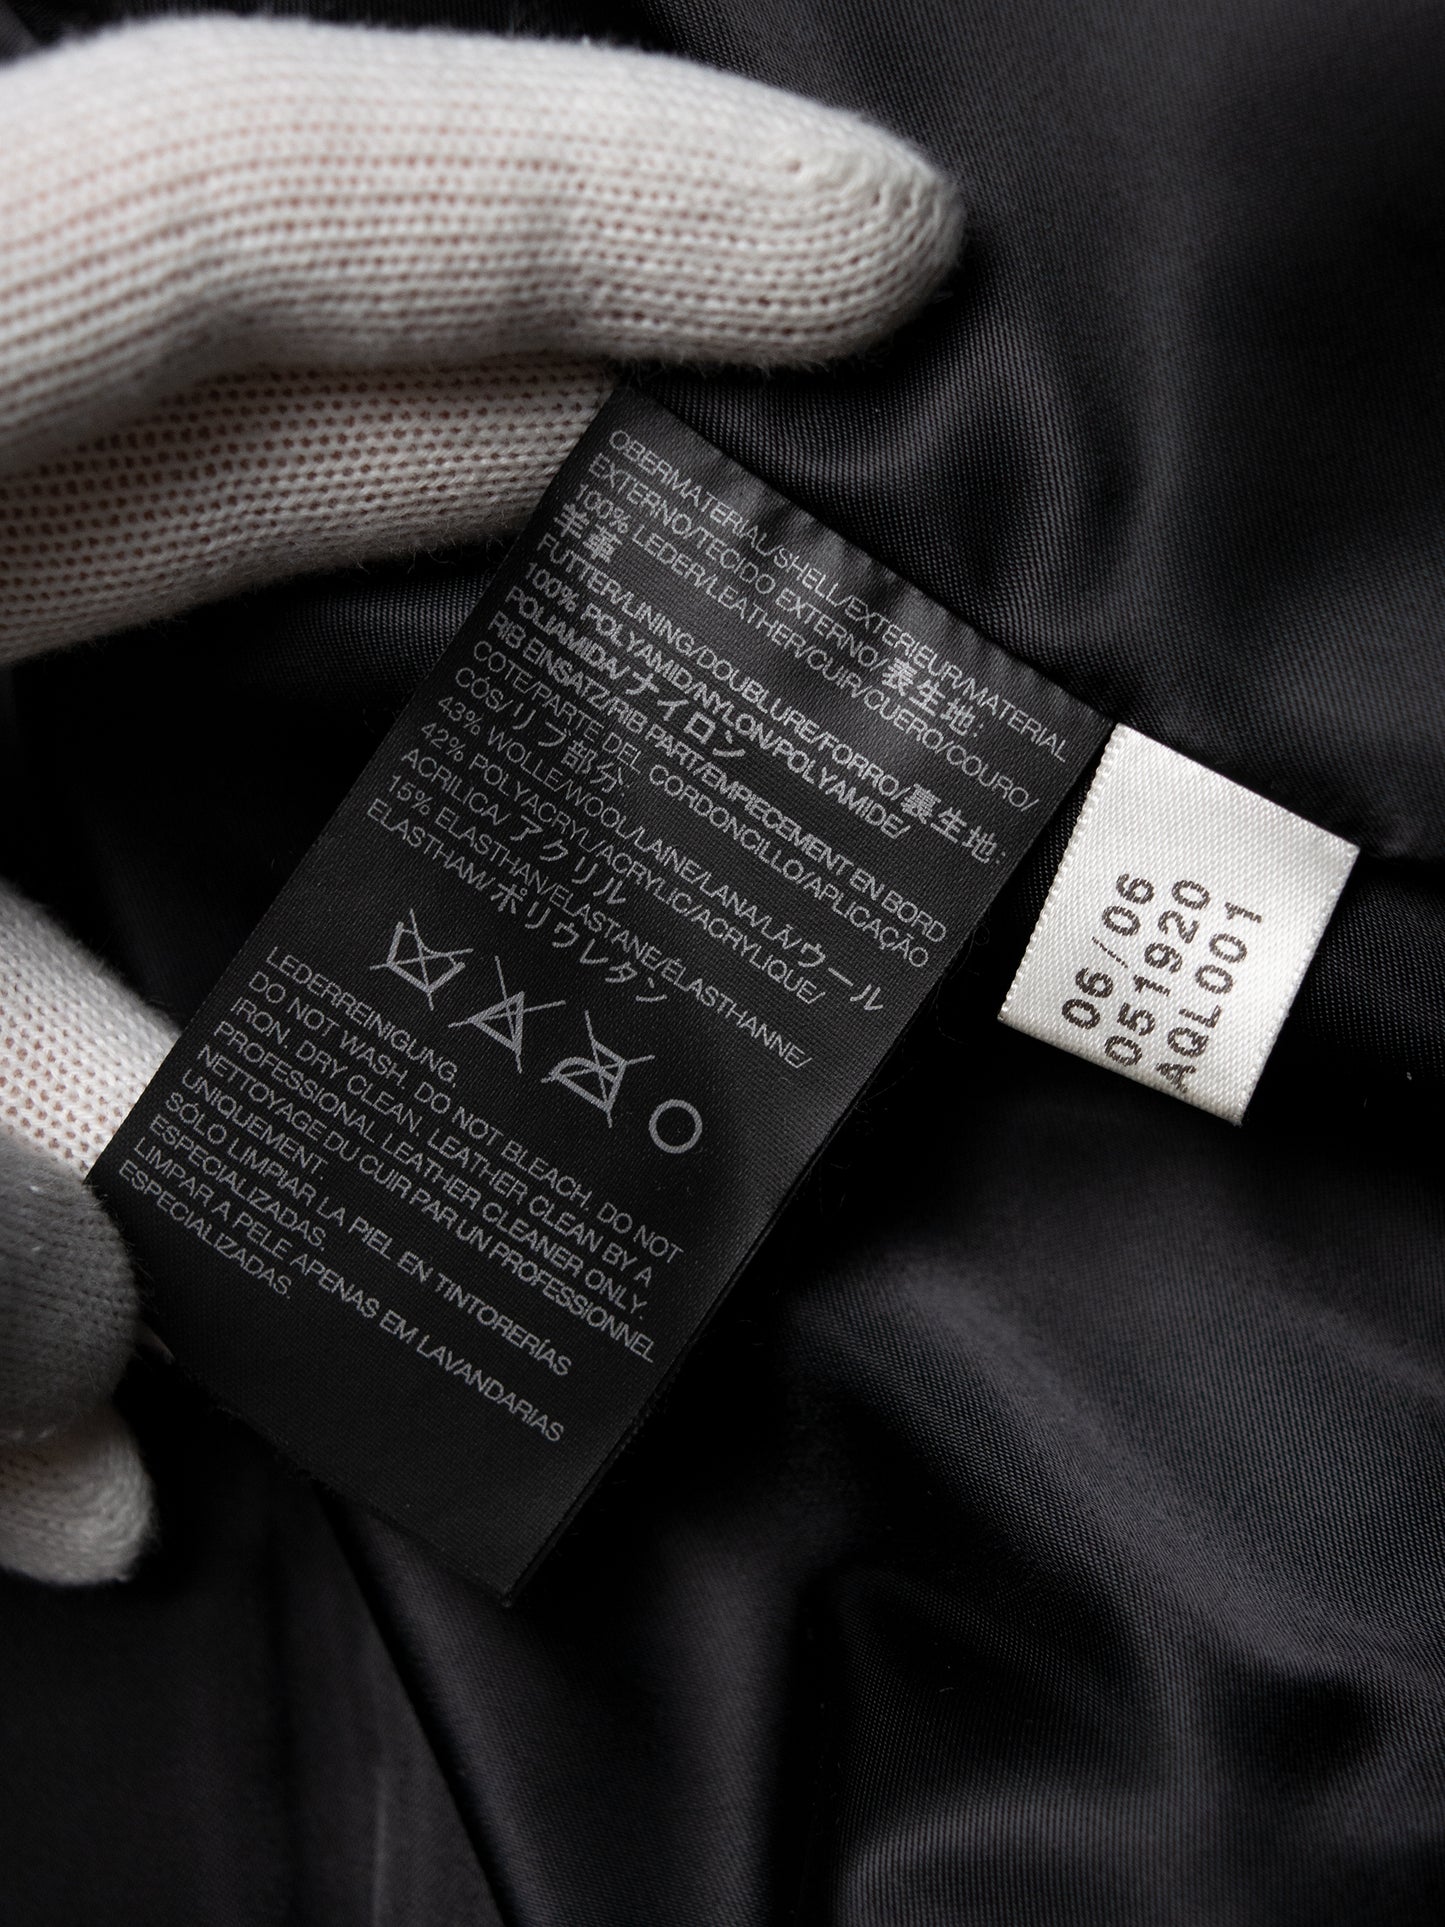 OBERMATERIAL/SHELL/EXTERIEUR/MATERIAL
EXTERNO/TECIDO EXTERNO/表生地:
100% LEDER/LEATHER/CUIR/CUERO/COURO/
羊革
FUTTER/LINING/DOUBLURE/FORRO/裏生地:
100% POLYAMID/NYLON/POLYAMIDE/
POLIAMIDA/ナイロン
RIB EINSATZ/RIB PART/EMPIECEMENT EN BORD
COTE/PARTE DEL CORDONCILLO/APLICAÇÃO
CÓS/リブ部分:
43% WOLLE/WOOL/LAINE/LANA/LÃ/ウール
42% POLYACRYL/ACRYLIC/ACRYLIQUE/
ACRILICA/アクリル
15% ELASTHAN/ELASTANE/ÉLASTHANNE/
ELASTHAM/ポリウレタン
LEDERREINIGUNG.
DO NOT WASH. DO NOT BLEACH. DO NOT
IRON. DRY CLEAN. LEATHER CLEAN BY A
PROFESSIONAL LEATHER CLEANER ONLY.
NETTOYAGE DU CUIR PAR UN PROFESSIONNEL
UNIQUEMENT.
SÓLO LIMPIAR LA PIEL EN TINTORERÍAS
ESPECIALIZADAS.
LIMPAR A PELE APENAS EM LAVANDARIAS
ESPECIALIZADAS.
06/06
051920
AQL001